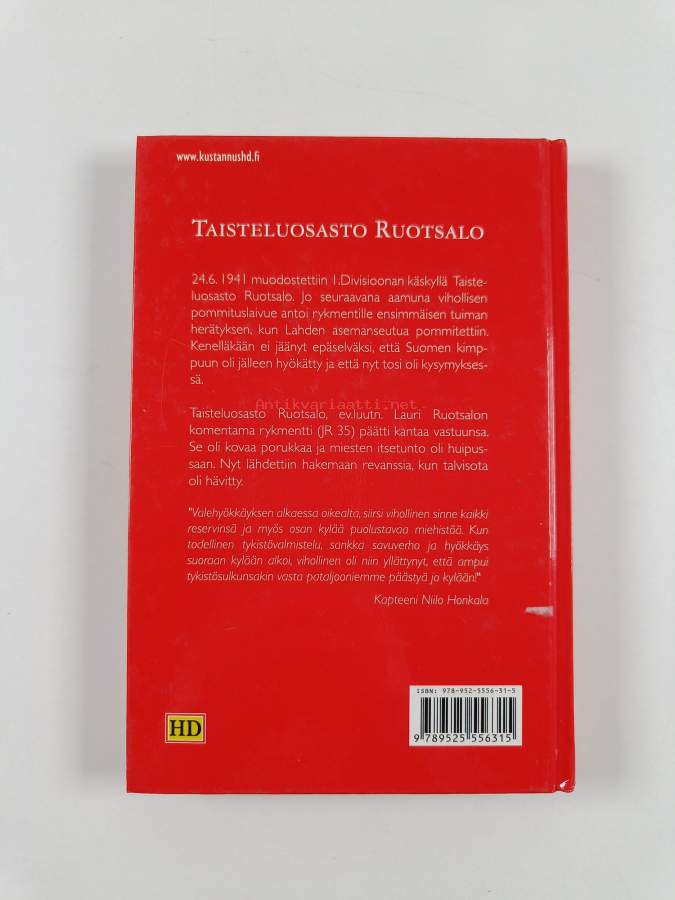 www.kustannushd.fi
TAISTELUOSASTO RUOTSALO
24.6. 1941 muodostettiin 1.Divisioonan käskyllä Taiste-
luosasto Ruotsalo. Jo seuraavana aamuna vihollisen
pommituslaivue antoi rykmentille ensimmäisen tuiman
herätyksen, kun Lahden asemanseutua pommitettiin.
Kenelläkään ei jäänyt epäselväksi, että Suomen kimp-
puun oli jälleen hyökätty ja että nyt tosi oli kysymykses-
sä.
Antikvariaatti.net
Taisteluosasto Ruotsalo, ev.luutn. Lauri Ruotsalon
komentama rykmentti (JR 35) päätti kantaa vastuunsa.
Se oli kovaa porukkaa ja miesten itsetunto oli huipus-
saan. Nyt lähdettiin hakemaan revanssia, kun talvisota
oli hävitty.
"Valehyökkäyksen alkaessa oikealta, siirsi vihollinen sinne kaikki
reservinsä ja myös osan kylää puolustavaa miehistöä. Kun
todellinen tykistövalmistelu, sankka savuverho ja hyökkäys
suoraan kylään alkoi, vihollinen oli niin yllättynyt, että ampui
tykistösulkunsakin vasta pataljooniemme päästyä jo kylään!"
Kapteeni Niilo Honkala
ISBN: 978-952-5556-31-5
9 789525 556315
HD